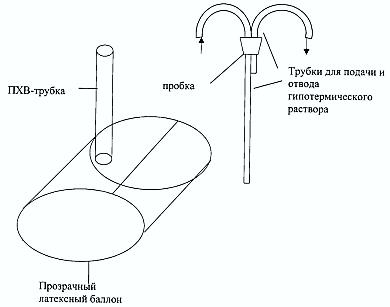 ПХВ-трубка
пробка
Трубки для подачи и
отвода
гипотермического
раствора
Прозрачный
латексный баллон